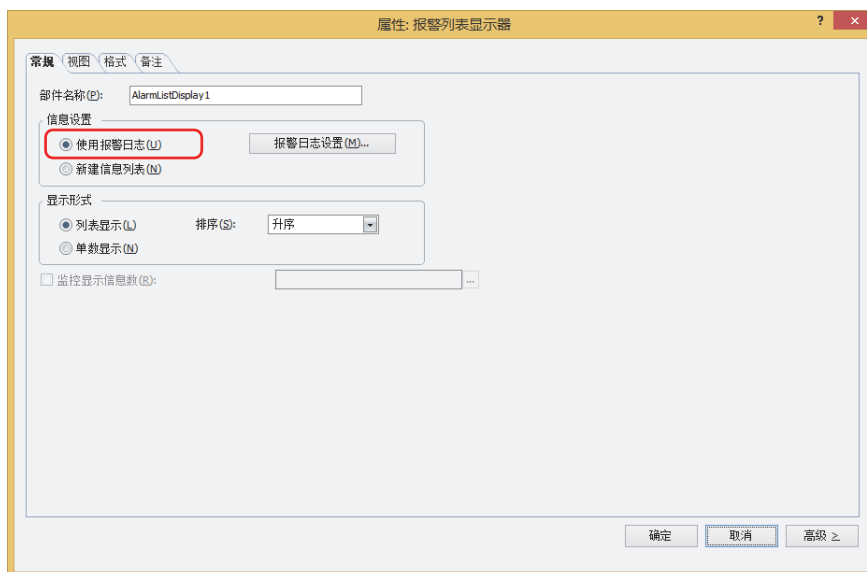 属性: 报警列表显示器
? ×
常规 视图 格式 备注
部件名称(P): AlarmListDisplay1
信息设置
使用报警日志(U) 报警日志设置(M)...
新建信息列表(N)
显示形式
列表显示(L) 排序(S): 升序
单数显示(N)
监控显示信息数(R): ...
确定 取消 高级 ≥